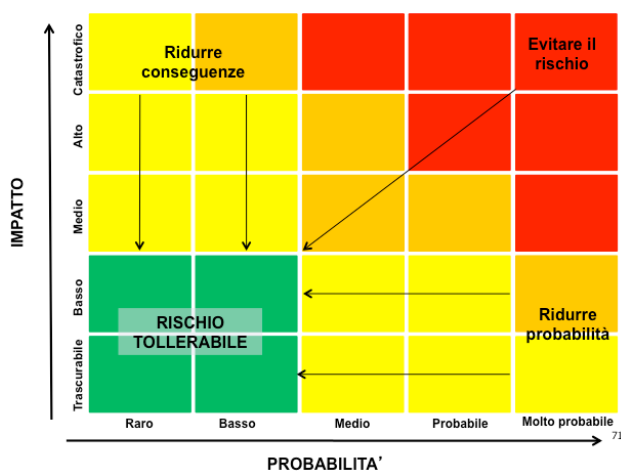 Catastrofico
Ridurre
conseguenze
Evitare il
rischio
Alto
IMPATTO
Medio
Basso
RISCHIO
TOLLERABILE
Ridurre
probabilità
Trascurabile
Raro
Basso
Medio
Probabile
Molto probabile
71
PROBABILITA'